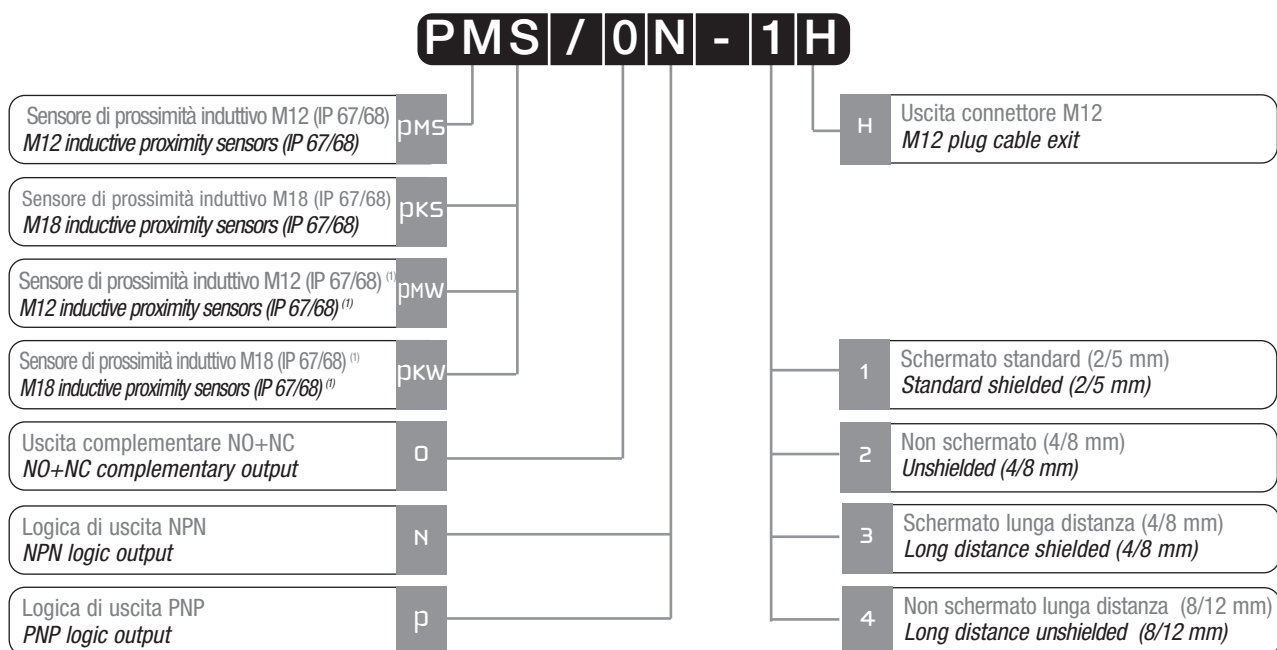 PMS/0N-1H
Sensore di prossimità induttivo M12 (IP 67/68)
M12 inductive proximity sensors (IP 67/68)
PMS
Sensore di prossimità induttivo M18 (IP 67/68)
M18 inductive proximity sensors (IP 67/68)
PKS
Sensore di prossimità induttivo M12 (IP 67/68) (1)
M12 inductive proximity sensors (IP 67/68) (1)
PMW
Sensore di prossimità induttivo M18 (IP 67/68) (1)
M18 inductive proximity sensors (IP 67/68) (1)
PKW
Uscita complementare NO+NC
NO+NC complementary output
0
Logica di uscita NPN
NPN logic output
N
Logica di uscita PNP
PNP logic output
P
H
Uscita connettore M12
M12 plug cable exit
1
Schermato standard (2/5 mm)
Standard shielded (2/5 mm)
2
Non schermato (4/8 mm)
Unshielded (4/8 mm)
3
Schermato lunga distanza (4/8 mm)
Long distance shielded (4/8 mm)
4
Non schermato lunga distanza (8/12 mm)
Long distance unshielded (8/12 mm)